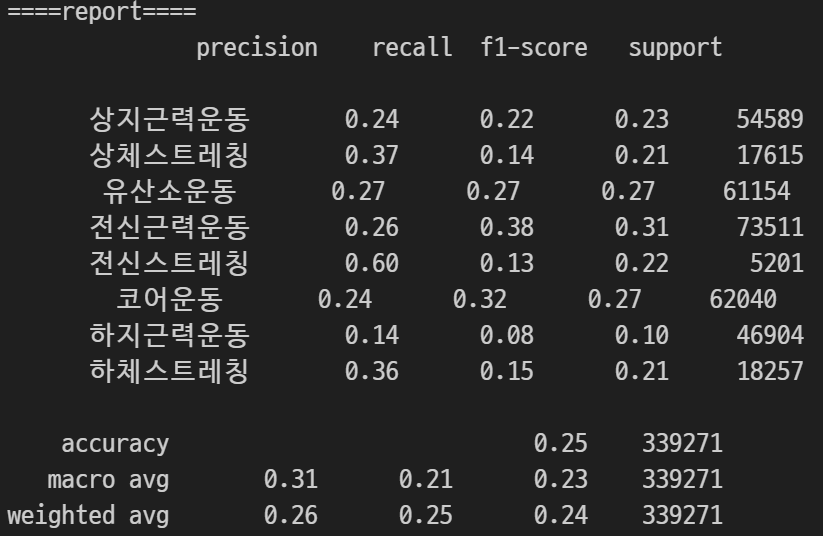 ====report====
precision recall f1-score support
상지근력운동 0.24 0.22 0.23 54589
상체스트레칭 0.37 0.14 0.21 17615
유산소운동 0.27 0.27 0.27 61154
전신근력운동 0.26 0.38 0.31 73511
전신스트레칭 0.60 0.13 0.22 5201
코어운동 0.24 0.32 0.27 62040
하지근력운동 0.14 0.08 0.10 46904
하체스트레칭 0.36 0.15 0.21 18257
accuracy 0.25 339271
macro avg 0.31 0.21 0.23 339271
weighted avg 0.26 0.25 0.24 339271